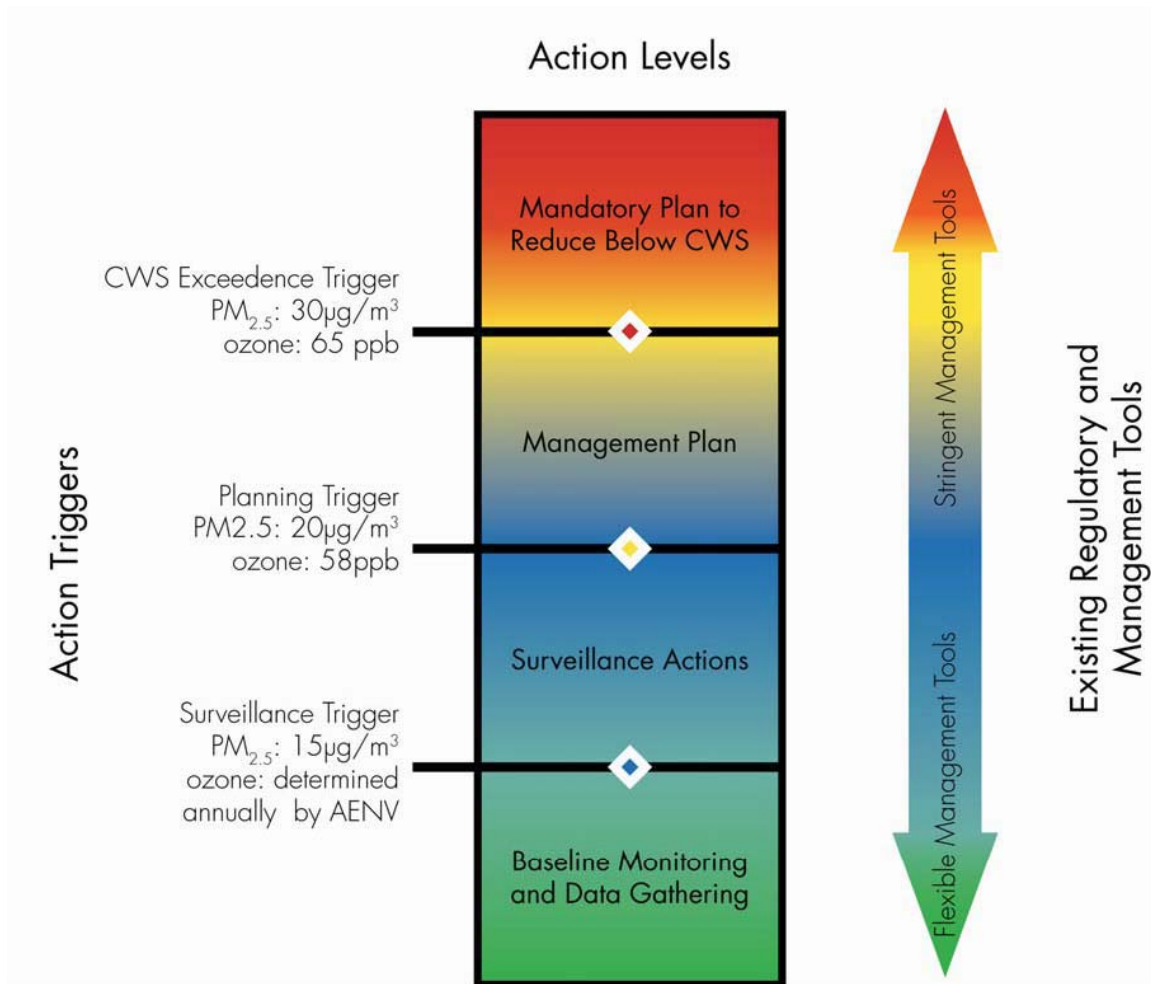 Action Levels
Mandatory Plan to
Reduce Below CWS
CWS Exceedence Trigger
PM2.5: 30µg/m³
ozone: 65 ppb
Management Plan
Planning Trigger
PM2.5: 20µg/m³
ozone: 58ppb
Surveillance Actions
Surveillance Trigger
PM2.5: 15µg/m³
ozone: determined
annually by AENV
Baseline Monitoring
and Data Gathering
Action Triggers
Stringent Management Tools
Flexible Management Tools
Existing Regulatory and
Management Tools